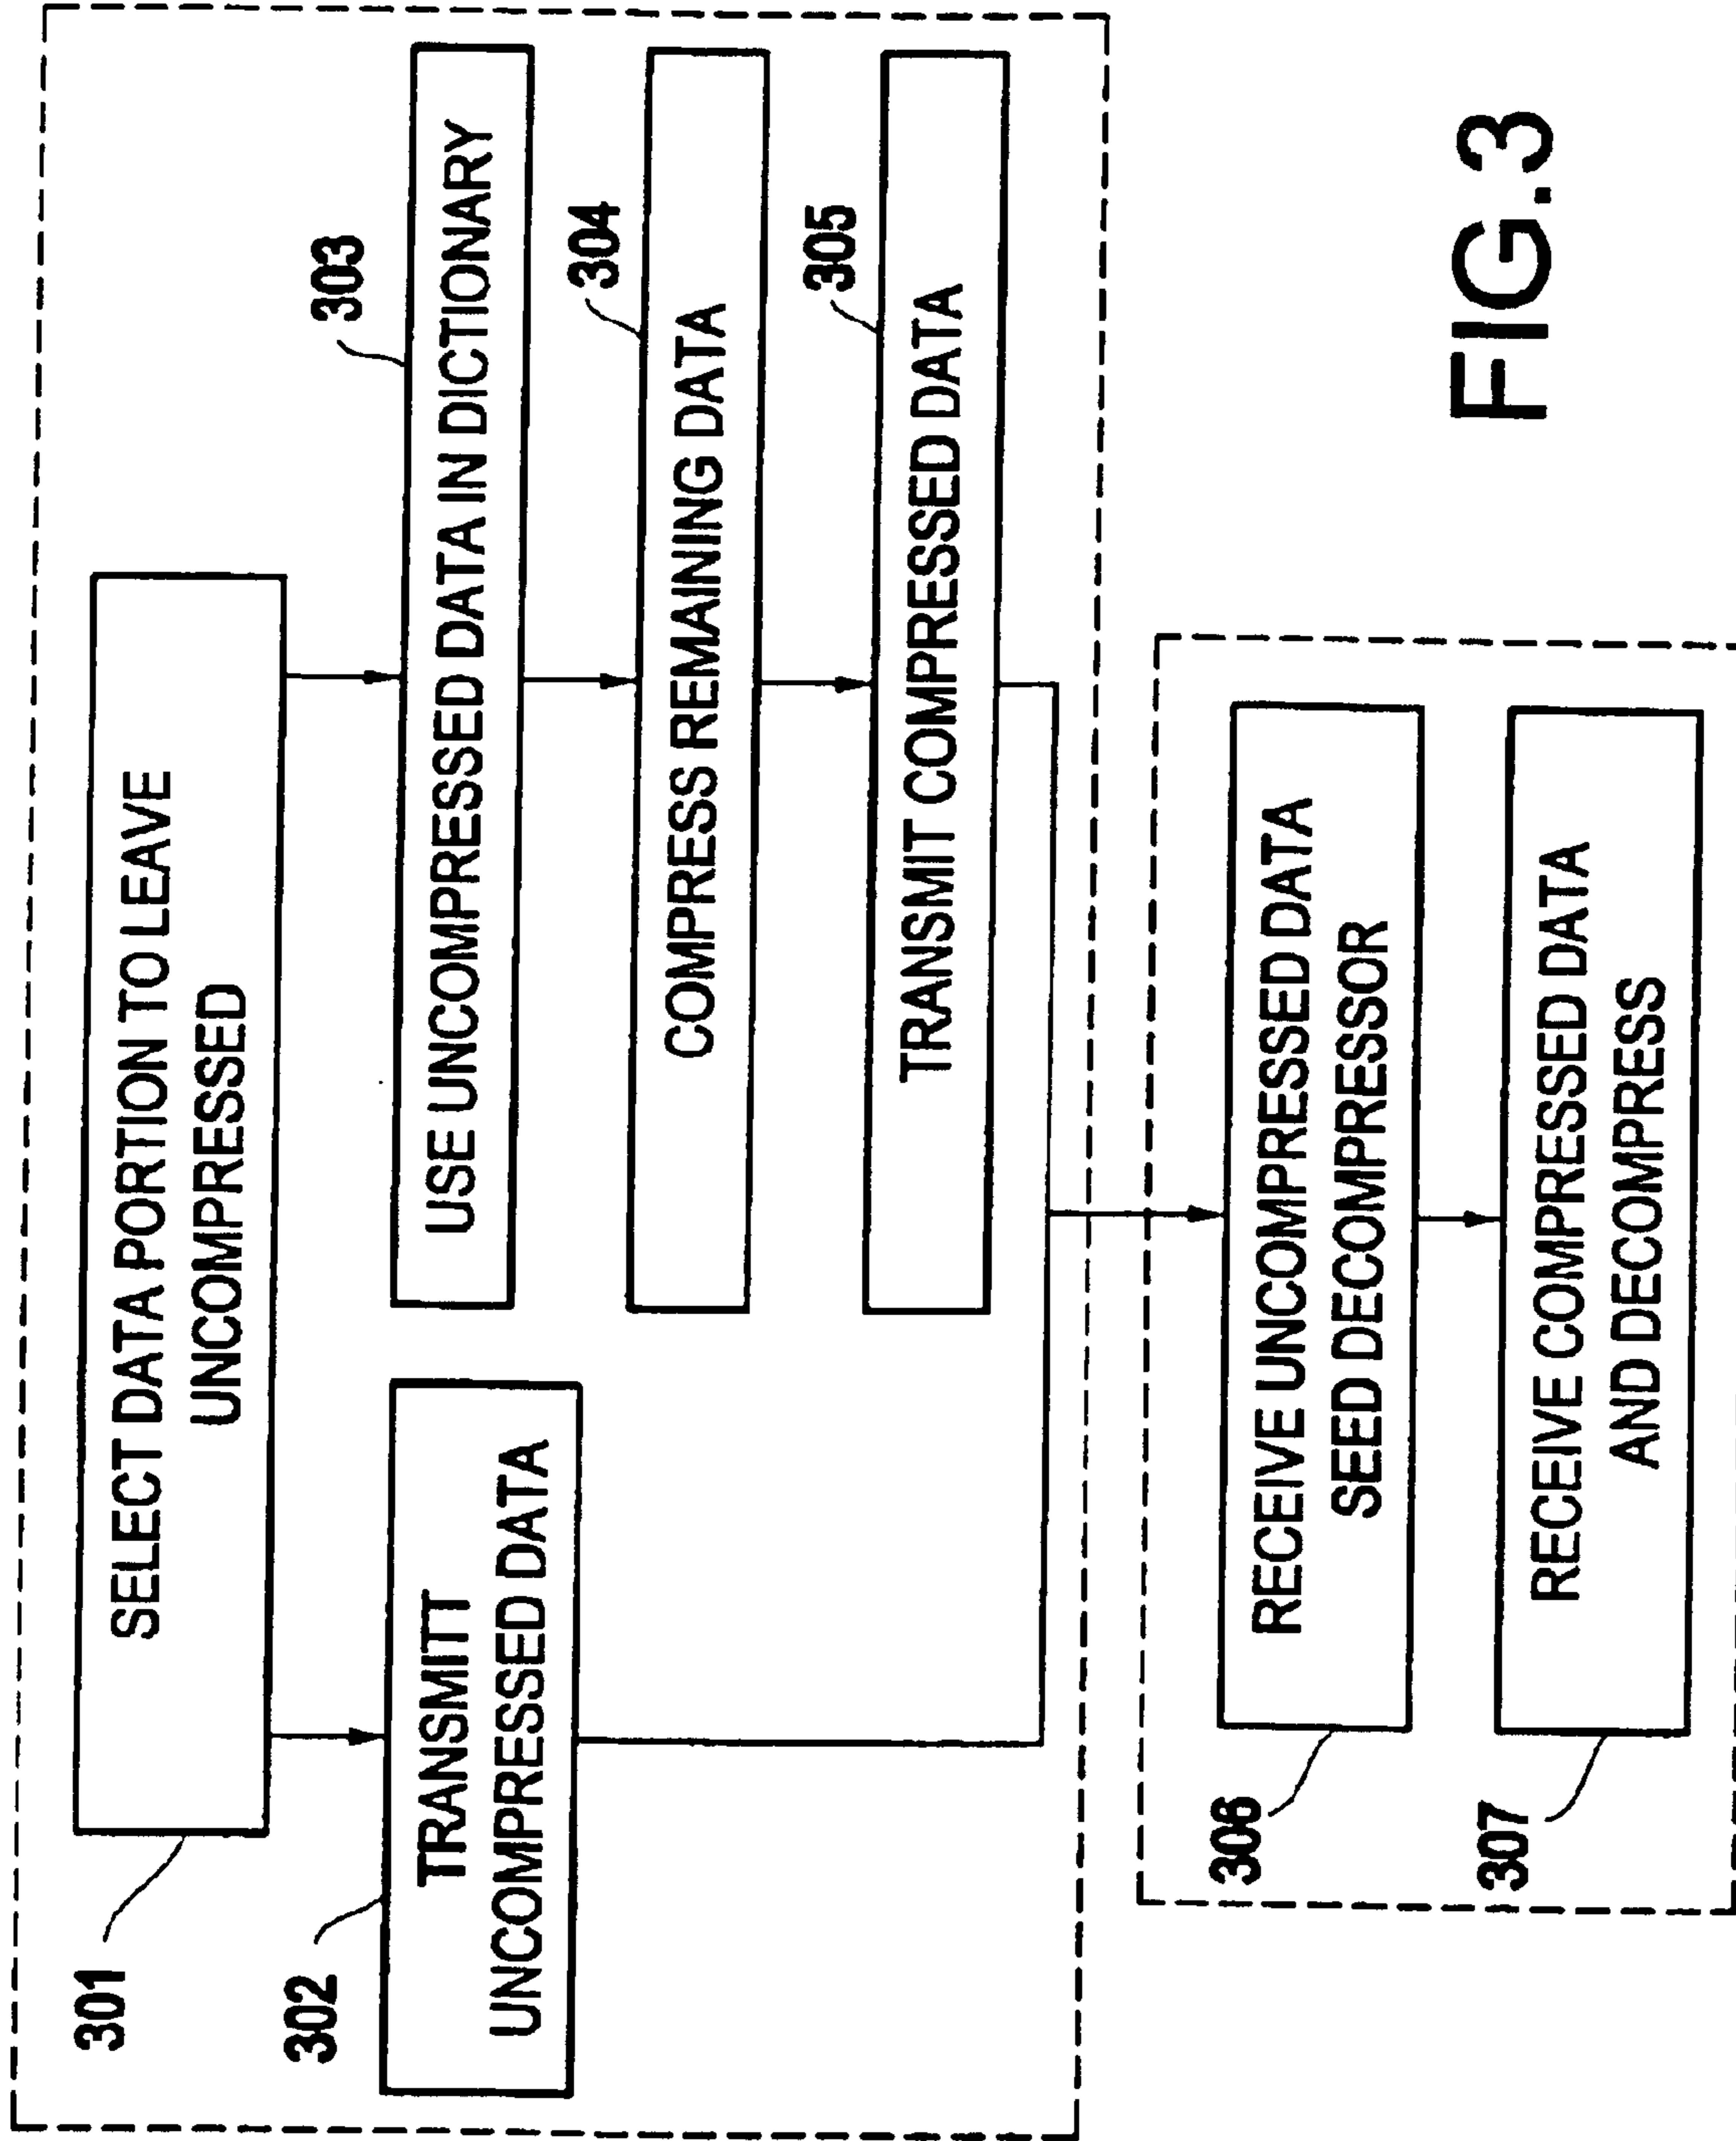 301
SELECT DATA PORTION TO LEAVE
UNCOMPRESSED
302
TRANSMITT
UNCOMPRESSED DATA
303
USE UNCOMPRESSED DATA IN DICTIONARY
304
COMPRESS REMAINING DATA
305
TRANSMIT COMPRESSED DATA
306
RECEIVE UNCOMPRESSED DATA
SEED DECOMPRESSOR
307
RECEIVE COMPRESSED DATA
AND DECOMPRESS
FIG.3